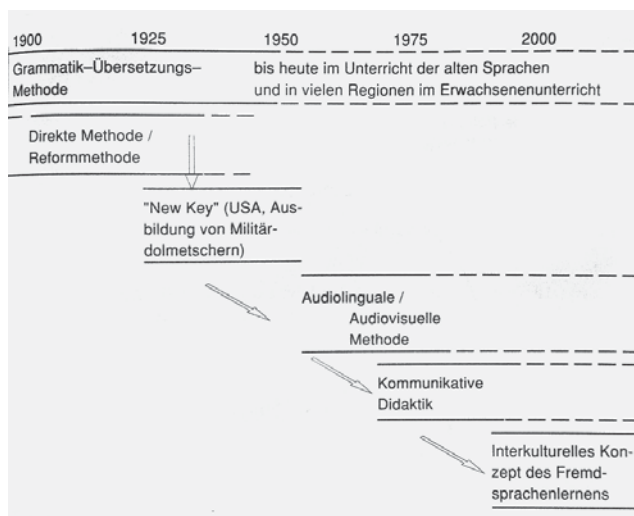 1900 1925 1950 1975 2000
Grammatik–Übersetzungs–
Methode
bis heute im Unterricht der alten Sprachen
und in vielen Regionen im Erwachsenenunterricht
Direkte Methode /
Reformmethode
"New Key" (USA, Aus-
bildung von Militär-
dolmetschern)
Audiolinguale /
Audiovisuelle
Methode
Kommunikative
Didaktik
Interkulturelles Kon-
zept des Fremd-
sprachenlernens